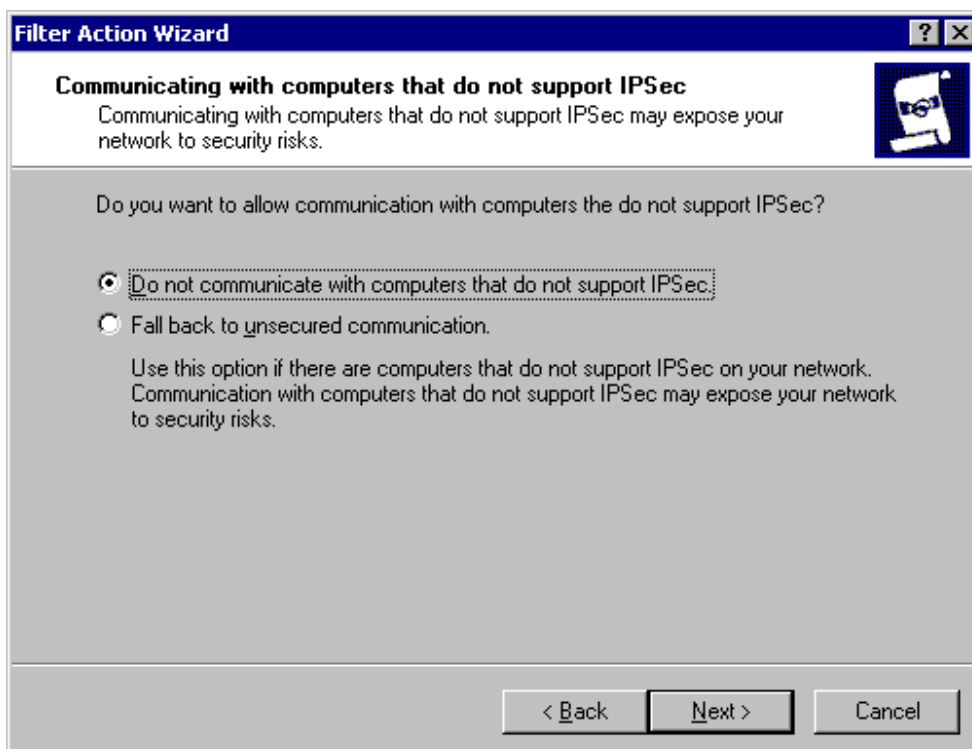 Filter Action Wizard
Communicating with computers that do not support IPSec
Communicating with computers that do not support IPSec may expose your
network to security risks.
Do you want to allow communication with computers the do not support IPSec?
Do not communicate with computers that do not support IPSec.
Fall back to unsecured communication.
Use this option if there are computers that do not support IPSec on your network.
Communication with computers that do not support IPSec may expose your network
to security risks.
< Back Next > Cancel